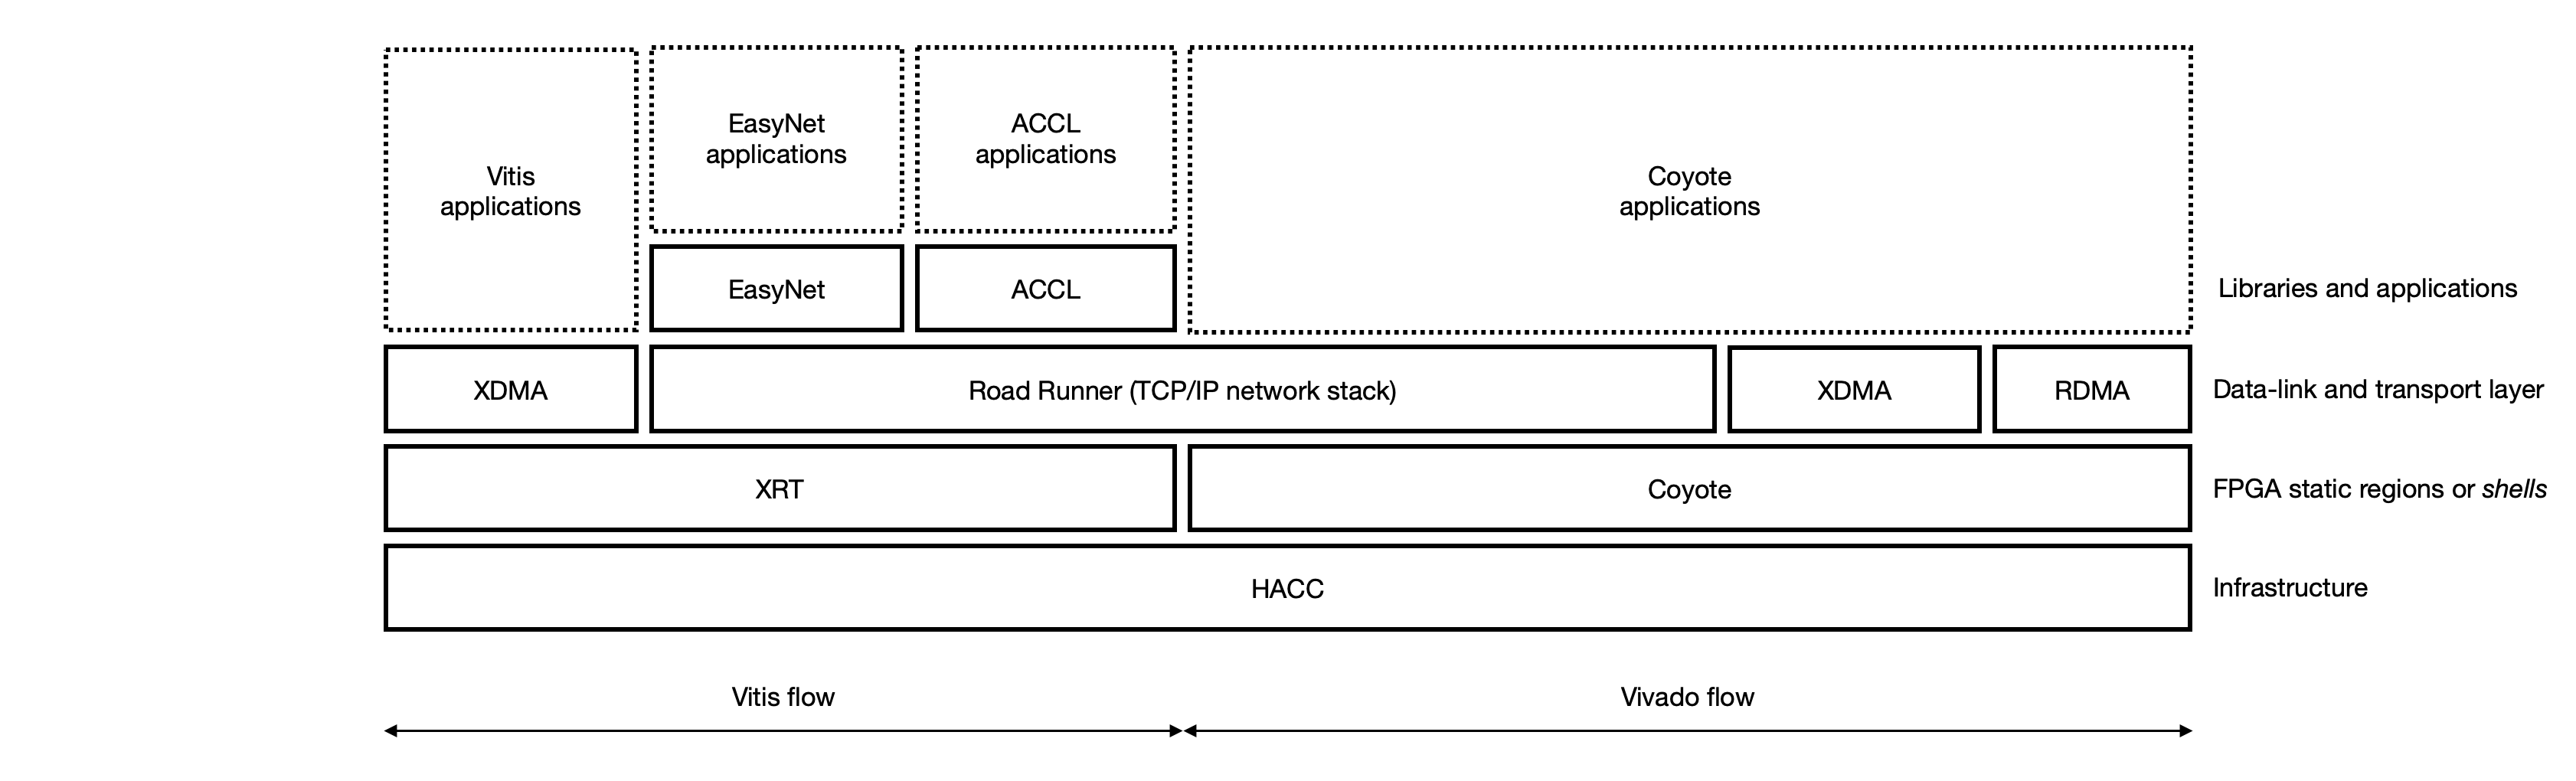 EasyNet
applications
ACCL
applications
Vitis
applications
Coyote
applications
EasyNet
ACCL
Libraries and applications
XDMA
Road Runner (TCP/IP network stack)
XDMA
RDMA
Data-link and transport layer
XRT
Coyote
FPGA static regions or shells
HACC
Infrastructure
Vitis flow
Vivado flow